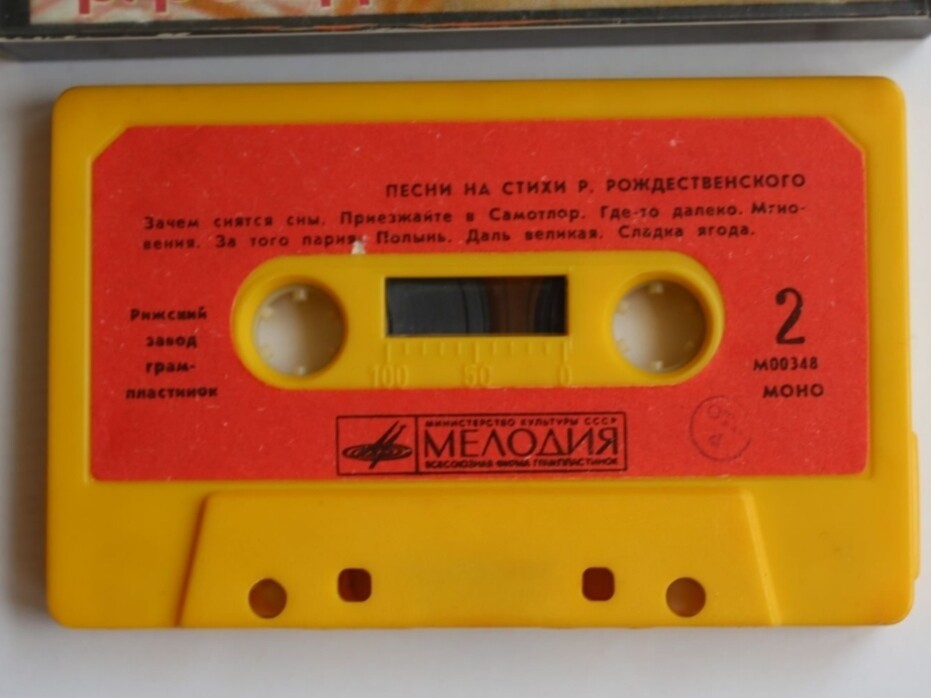 ПЕСНИ НА СТИХИ Р. РОЖДЕСТВЕНСКОГО
Зачем снятся сны. Приезжайте в Самотлор. Где-то далеко. Мгно-
вения. За того парня. Полынь. Даль великая. Сладка ягода.
Рижский
завод
грам-
пластинок
2
М00348
МОНО
100 50 0
МИНИСТЕРСТВО КУЛЬТУРЫ СССР
МЕЛОДИЯ
ВСЕСОЮЗНАЯ ФИРМА ГРАМПЛАСТИНОК